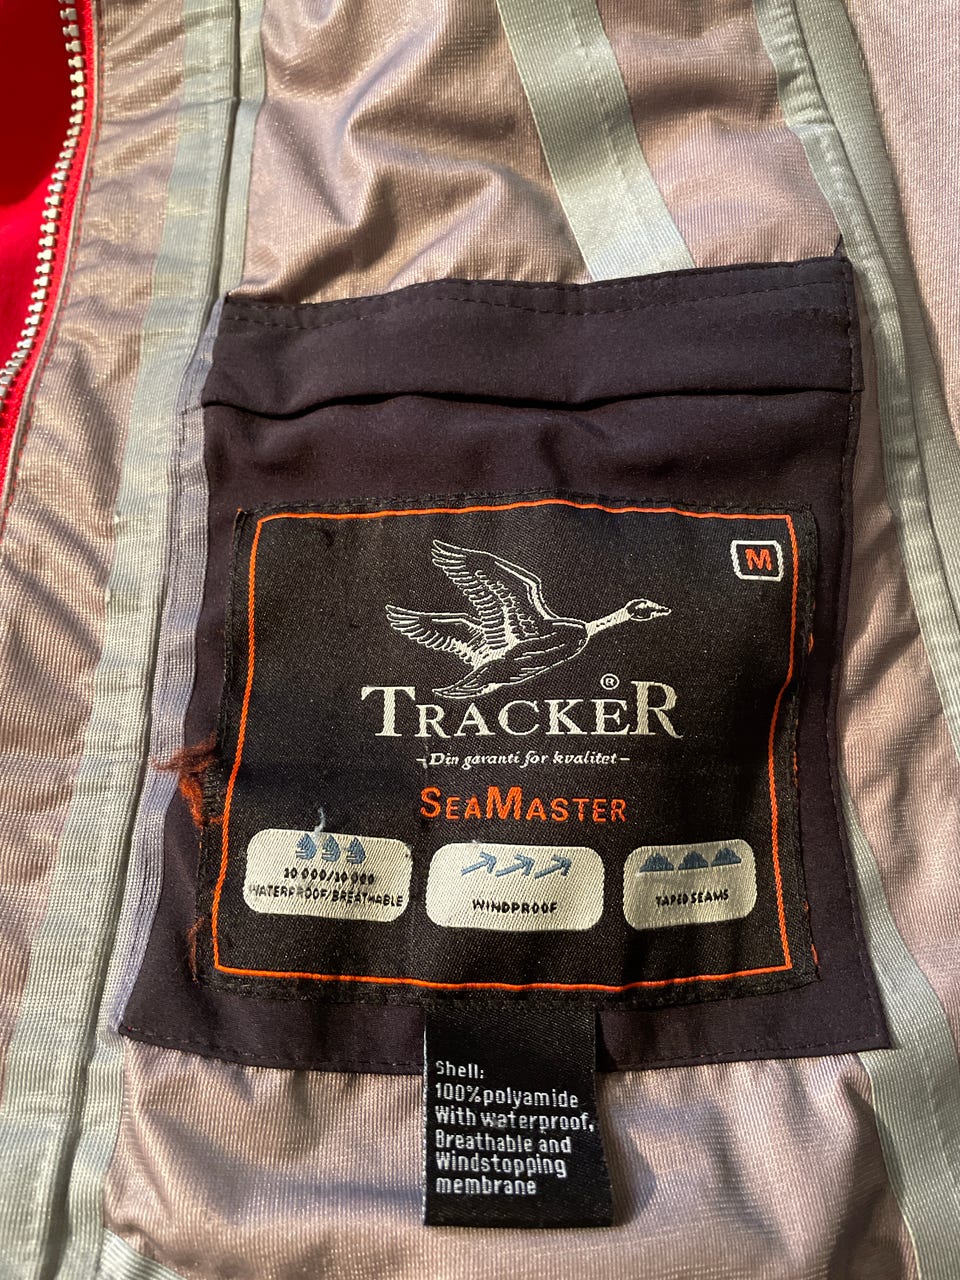 M
TRACKER®
-Din garanti for kvalitet-
SEAMASTER
10 000/10 000
WATERPROOF/BREATHABLE
WINDPROOF
TAPED SEAMS
Shell:
100%polyamide
With waterproof,
Breathable and
Windstopping
membrane